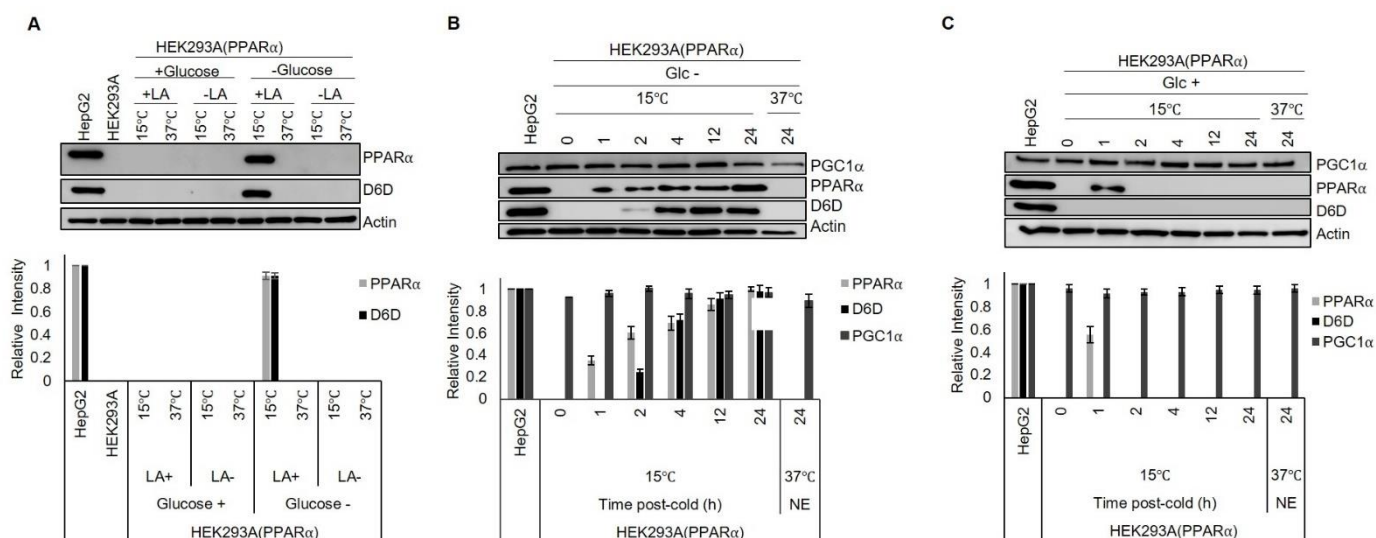 A
HEK293A(PPARα)
+Glucose -Glucose
+LA -LA +LA -LA
HepG2 HEK293A 15℃ 37℃ 15℃ 37℃ 15℃ 37℃ 15℃ 37℃
PPARα
D6D
Actin
Relative Intensity
1
0.8
0.6
0.4
0.2
0
PPARα
D6D
HepG2 HEK293A 15℃ 37℃ 15℃ 37℃ 15℃ 37℃ 15℃ 37℃
LA+ LA- LA+ LA-
Glucose + Glucose -
HEK293A(PPARα)
B
HEK293A(PPARα)
Glc -
15℃ 37℃
HepG2 0 1 2 4 12 24 24
PGC1α
PPARα
D6D
Actin
Relative Intensity
1
0.8
0.6
0.4
0.2
0
PPARα
D6D
PGC1α
HepG2 0 1 2 4 12 24 24
15℃ 37℃
Time post-cold (h) NE
HEK293A(PPARα)
C
HEK293A(PPARα)
Glc +
15℃ 37℃
HepG2 0 1 2 4 12 24 24
PGC1α
PPARα
D6D
Actin
Relative Intensity
1
0.8
0.6
0.4
0.2
0
PPARα
D6D
PGC1α
HepG2 0 1 2 4 12 24 24
15℃ 37℃
Time post-cold (h) NE
HEK293A(PPARα)